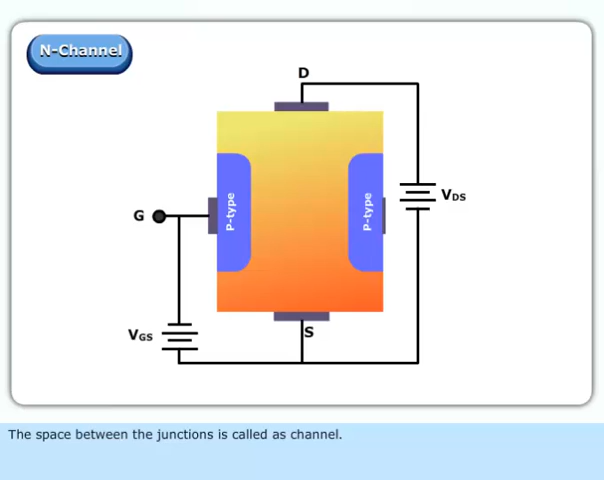 N-Channel
D
P-type
P-type
VDS
G
VGS
S
The space between the junctions is called as channel.